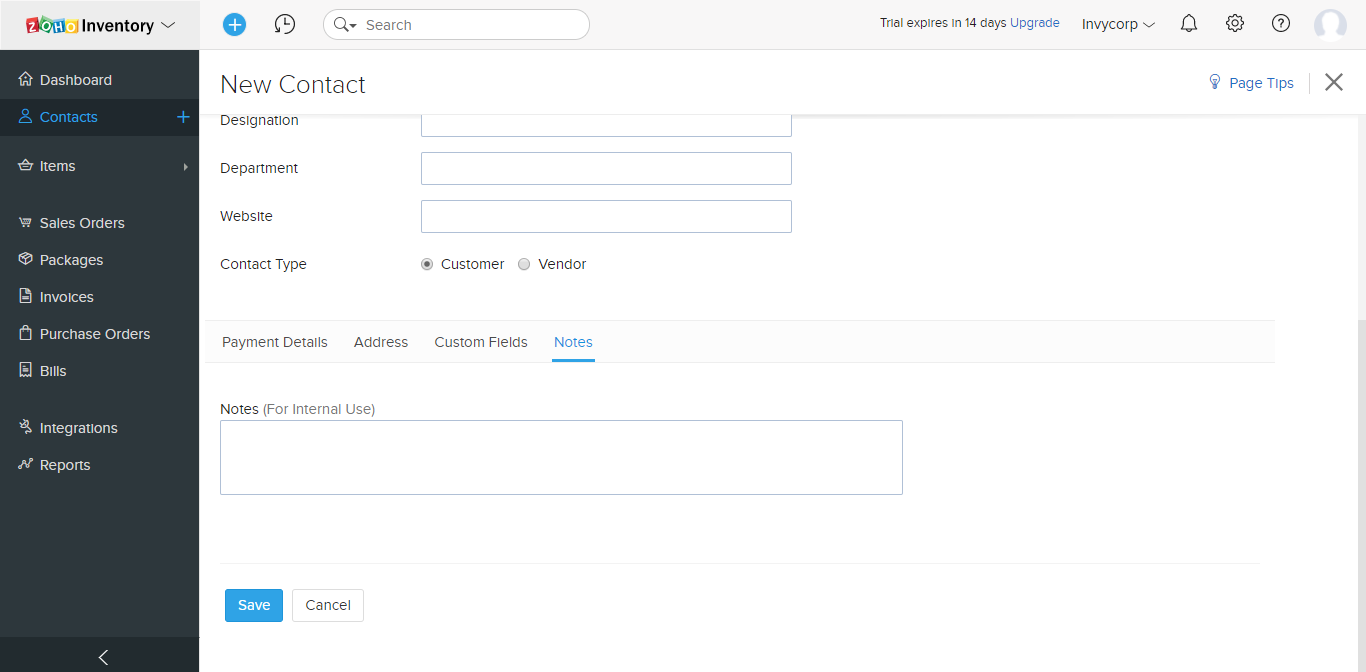 ZOHO Inventory
Search
Trial expires in 14 days Upgrade
Invycorp
Dashboard
Contacts
Items
Sales Orders
Packages
Invoices
Purchase Orders
Bills
Integrations
Reports
New Contact
Page Tips
Designation
Department
Website
Contact Type
Customer
Vendor
Payment Details
Address
Custom Fields
Notes
Notes (For Internal Use)
Save
Cancel